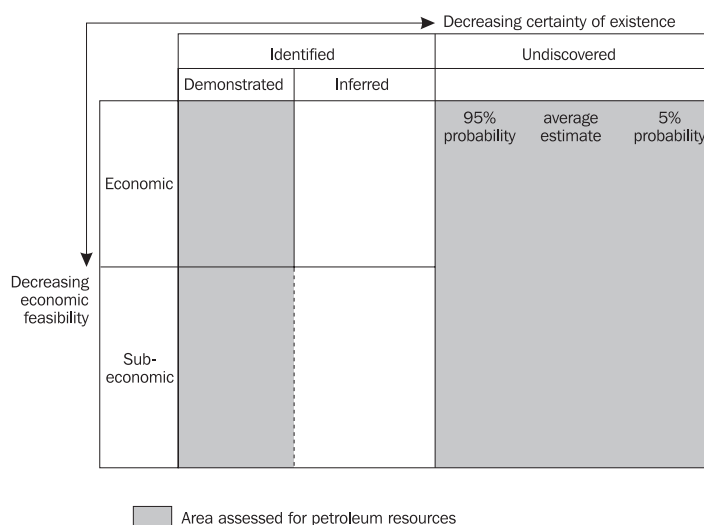 Decreasing certainty of existence
Identified
Undiscovered
Demonstrated
Inferred
95%
probability
average
estimate
5%
probability
Economic
Decreasing
economic
feasibility
Sub-
economic
Area assessed for petroleum resources